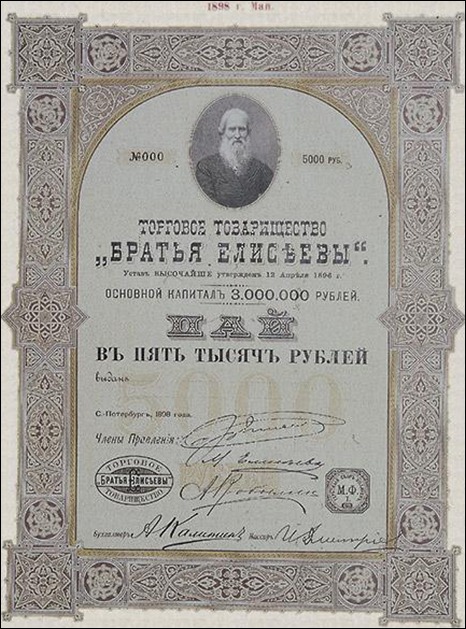 1898 г. Май.
№000 5000 РУБ.
ТОРГОВОЕ ТОВАРИЩЕСТВО
„БРАТЬЯ ЕЛИСѢЕВЫ“.
Уставъ ВЫСОЧАЙШЕ утвержденъ 12 Апрѣля 1896 г.
ОСНОВНОЙ КАПИТАЛЪ 3.000.000 РУБЛЕЙ.
ПАЙ
ВЪ ПЯТЬ ТЫСЯЧЪ РУБЛЕЙ
5000
выданъ
С.-Петербургъ, 1898 года.
Члены Правленія:
ТОРГОВОЕ
„БРАТЬЯ ЕЛИСѢЕВЫ“
ТОВАРИЩЕСТВО
М.Ф.
Бухгалтеръ Кассиръ